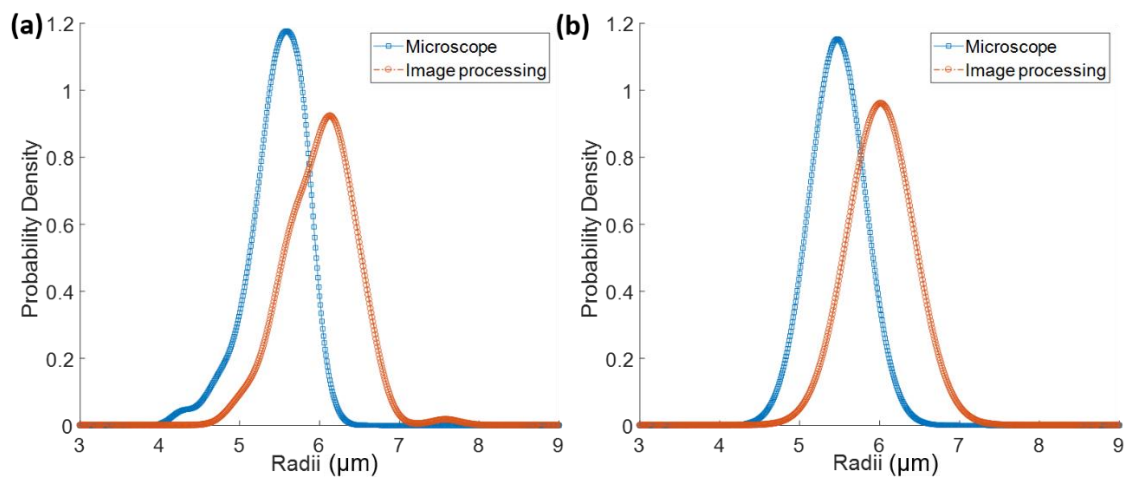 (a)
1.2
1
0.8
0.6
0.4
0.2
0
Probability Density
Microscope
Image processing
3 4 5 6 7 8 9
Radii (μm)
(b)
1.2
1
0.8
0.6
0.4
0.2
0
Probability Density
Microscope
Image processing
3 4 5 6 7 8 9
Radii (μm)